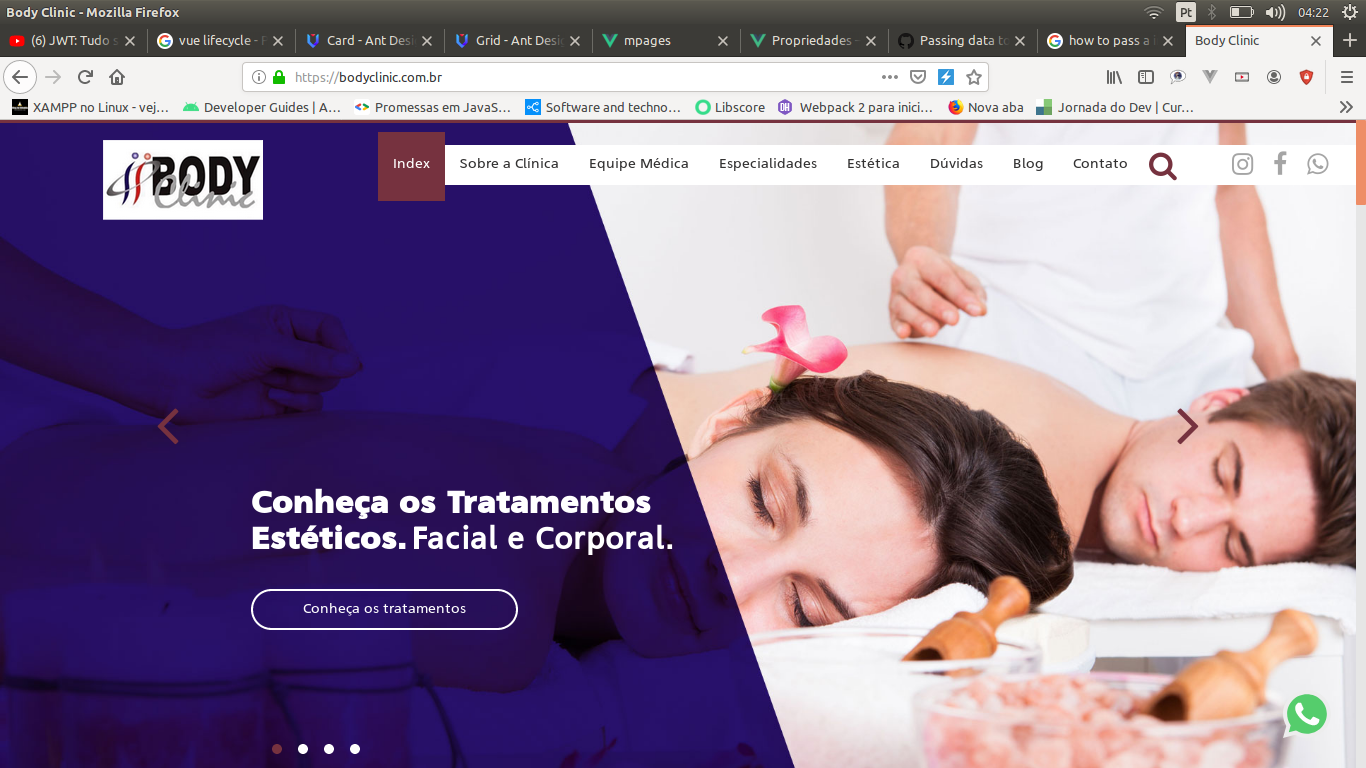 Body Clinic - Mozilla Firefox
Pt
04:22
(6) JWT: Tudo s
vue lifecycle -
Card - Ant Desi
Grid - Ant Desig
mpages
Propriedades -
Passing data to
how to pass a
Body Clinic
https://bodyclinic.com.br
XAMPP no Linux - vej…
Developer Guides | A…
Promessas em JavaS…
Software and techno…
Libscore
Webpack 2 para inici…
Nova aba
Jornada do Dev | Cur…
BODY
Clinic
Index
Sobre a Clínica
Equipe Médica
Especialidades
Estética
Dúvidas
Blog
Contato
Conheça os Tratamentos
Estéticos. Facial e Corporal.
Conheça os tratamentos